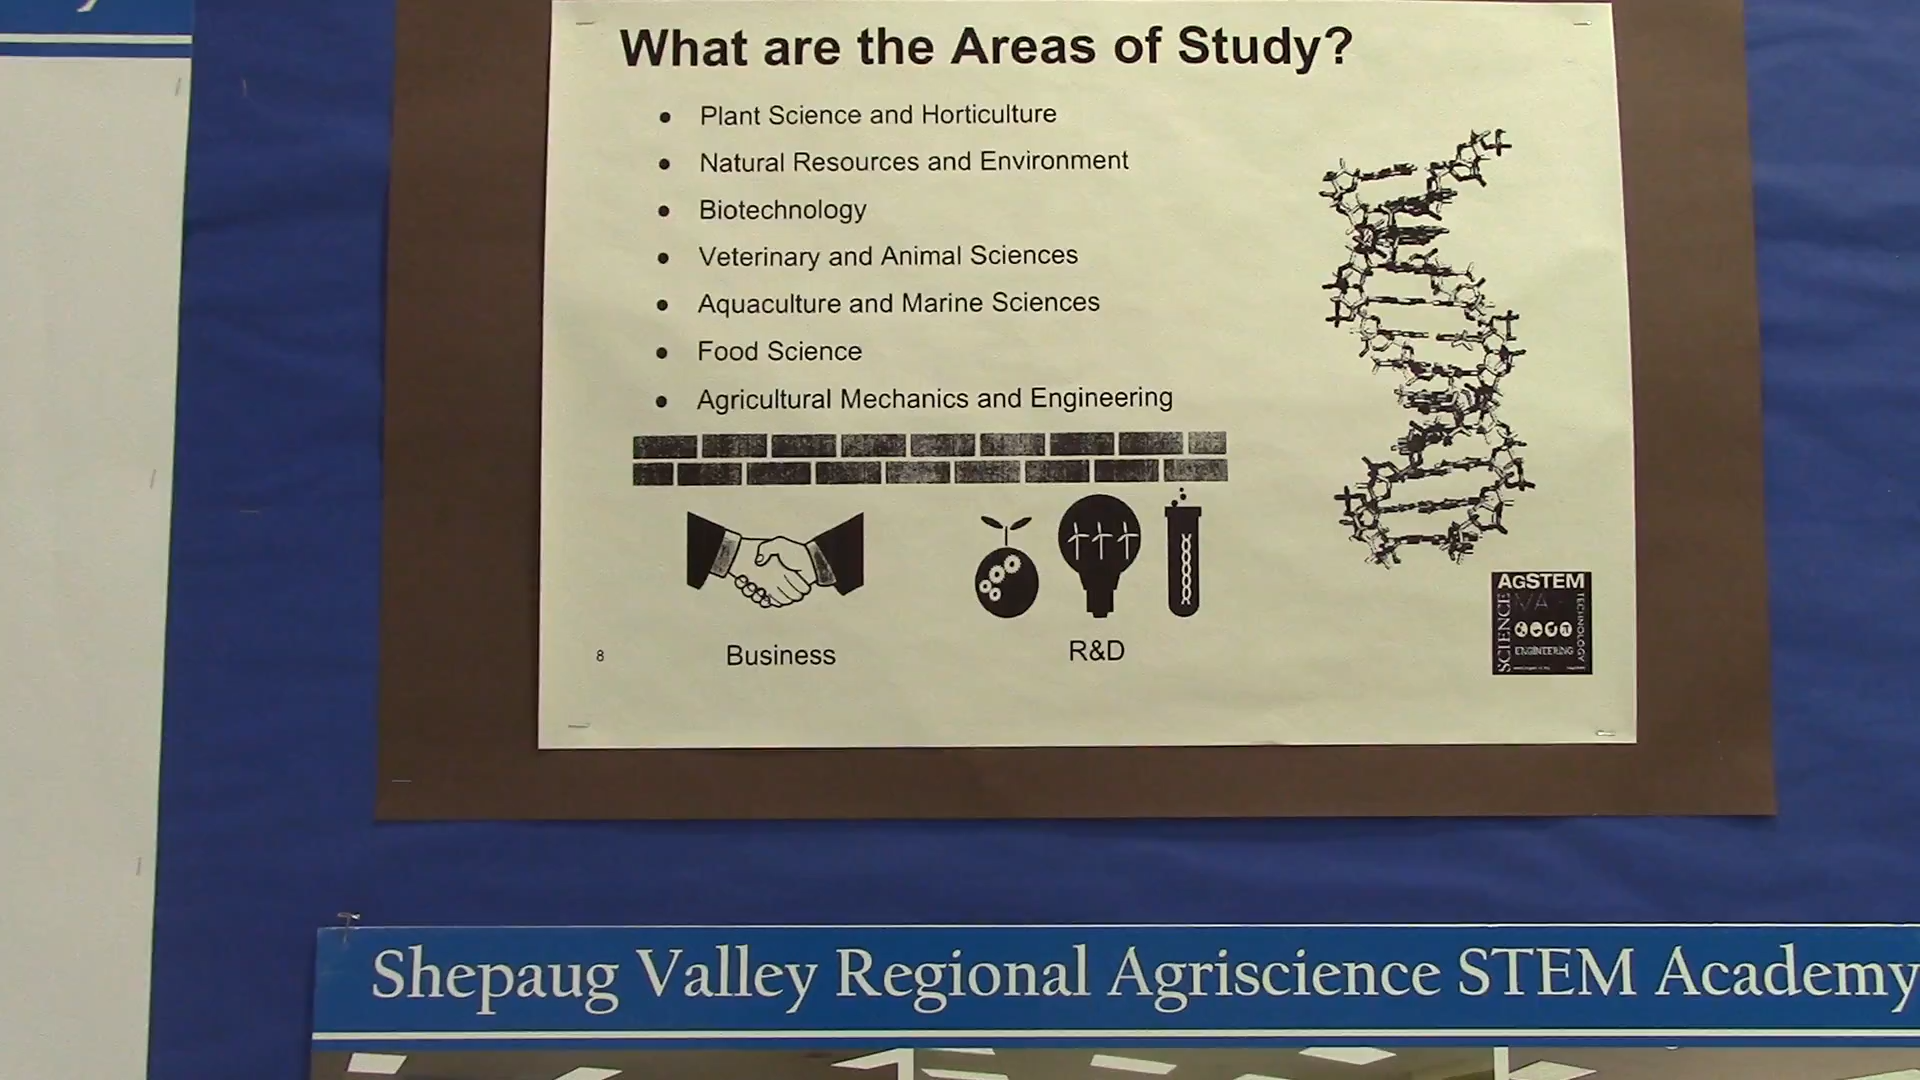 What are the Areas of Study?
• Plant Science and Horticulture
• Natural Resources and Environment
• Biotechnology
• Veterinary and Animal Sciences
• Aquaculture and Marine Sciences
• Food Science
• Agricultural Mechanics and Engineering
8
Business
R&D
AGSTEM
SCIENCE
TECHNOLOGY
ENGINEERING
Shepaug Valley Regional Agriscience STEM Academy